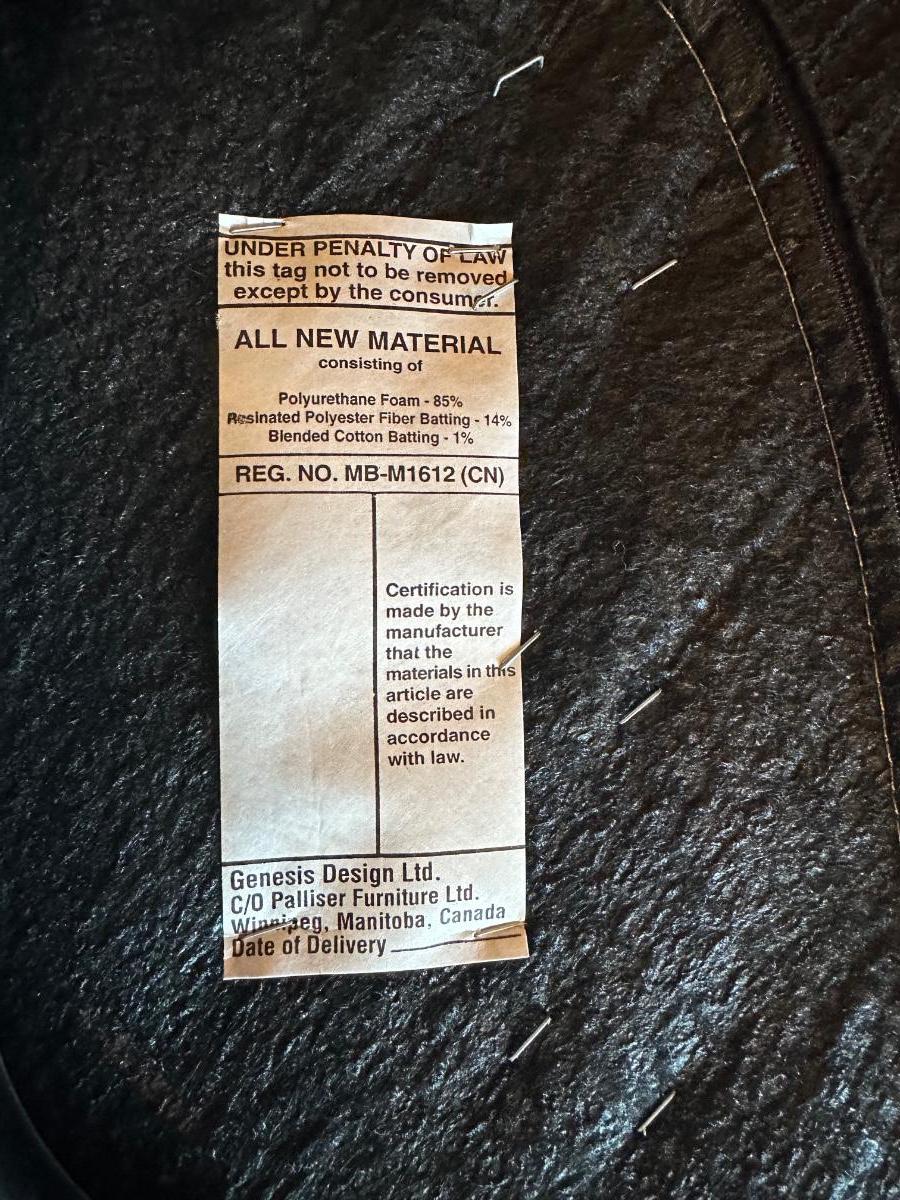 UNDER PENALTY OF LAW
this tag not to be removed
except by the consumer.
ALL NEW MATERIAL
consisting of
Polyurethane Foam - 85%
Resinated Polyester Fiber Batting - 14%
Blended Cotton Batting - 1%
REG. NO. MB-M1612 (CN)
Certification is
made by the
manufacturer
that the
materials in this
article are
described in
accordance
with law.
Genesis Design Ltd.
C/O Palliser Furniture Ltd.
Winnipeg, Manitoba, Canada
Date of Delivery